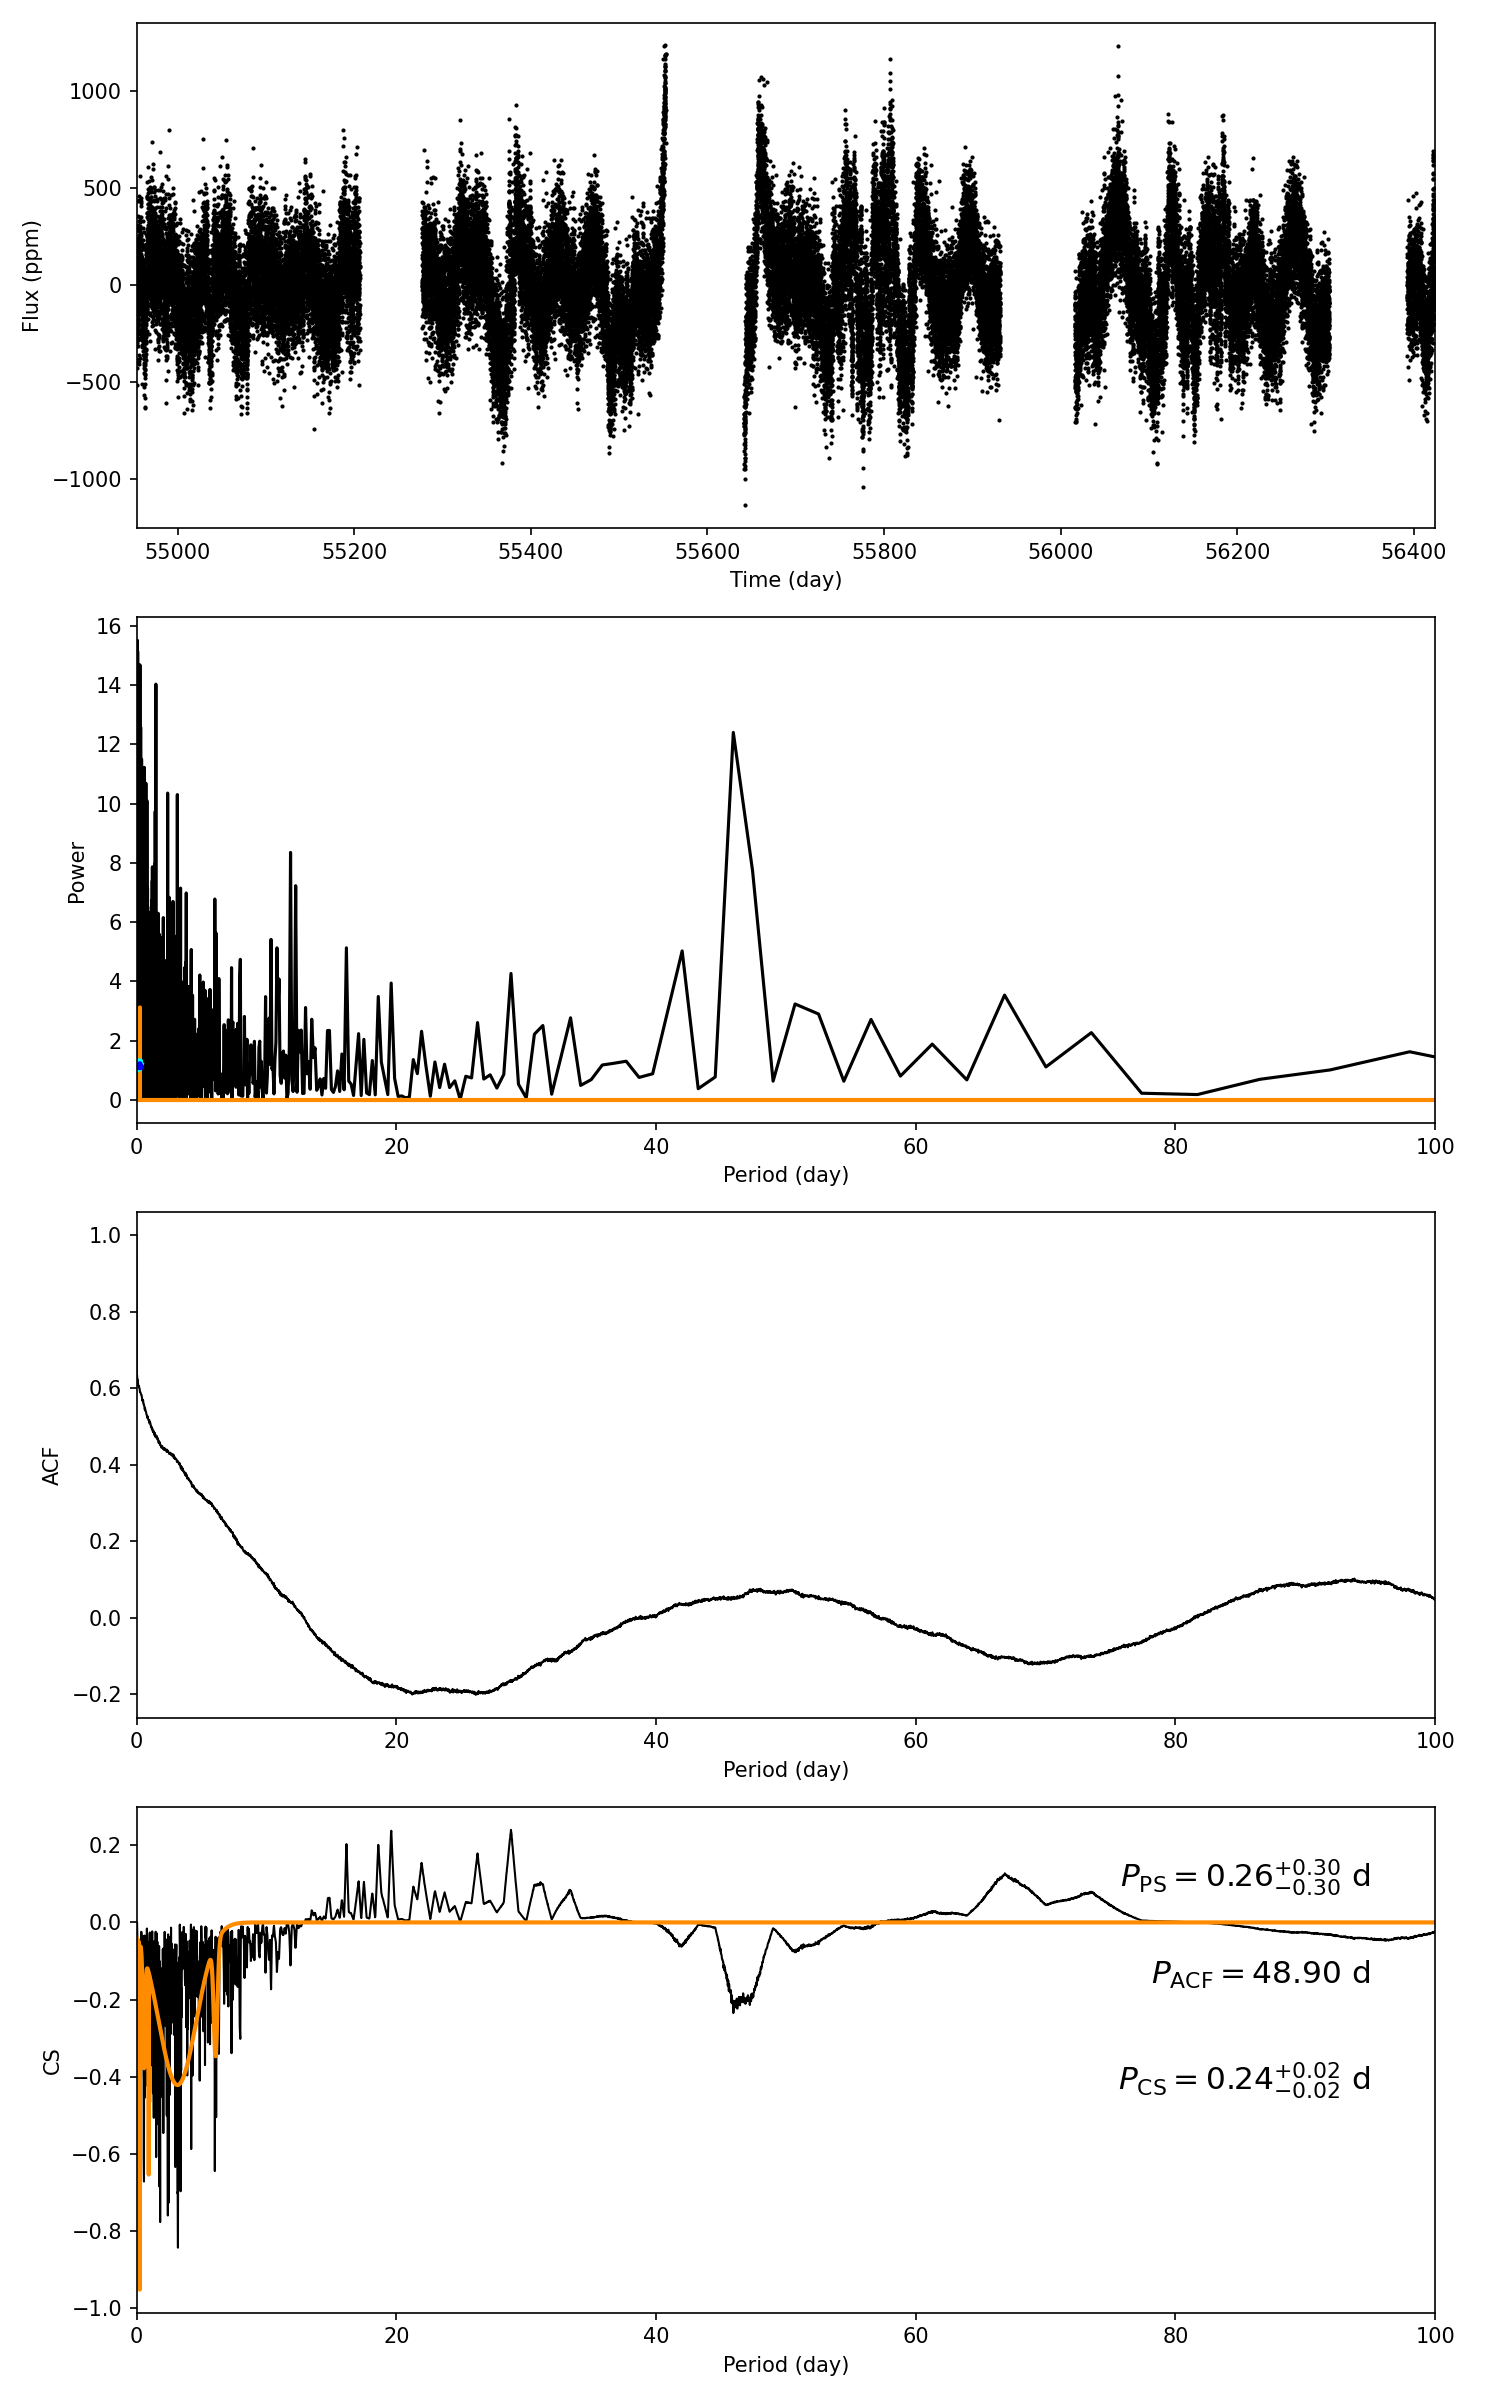 1000
500
0
−500
−1000
Flux (ppm)
55000 55200 55400 55600 55800 56000 56200 56400
Time (day)
16
14
12
10
8
6
4
2
0
Power
0 20 40 60 80 100
Period (day)
1.0
0.8
0.6
0.4
0.2
0.0
−0.2
ACF
0 20 40 60 80 100
Period (day)
0.2
0.0
−0.2
−0.4
−0.6
−0.8
−1.0
CS
P_PS = 0.26 +0.30 −0.30 d
P_ACF = 48.90 d
P_CS = 0.24 +0.02 −0.02 d
0 20 40 60 80 100
Period (day)